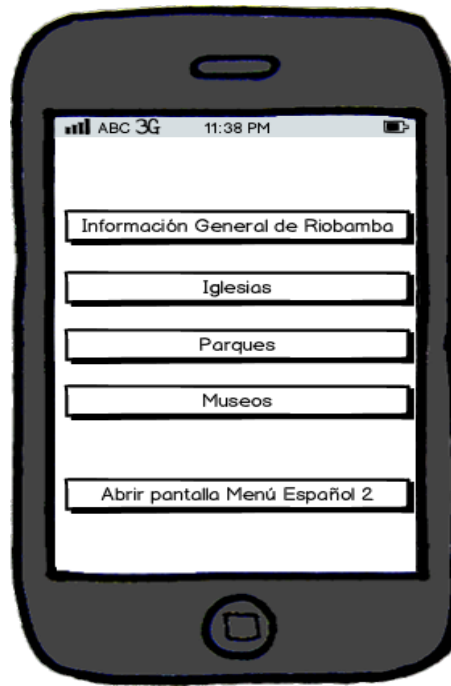 ABC 3G 11:38 PM
Información General de Riobamba
Iglesias
Parques
Museos
Abrir pantalla Menú Español 2